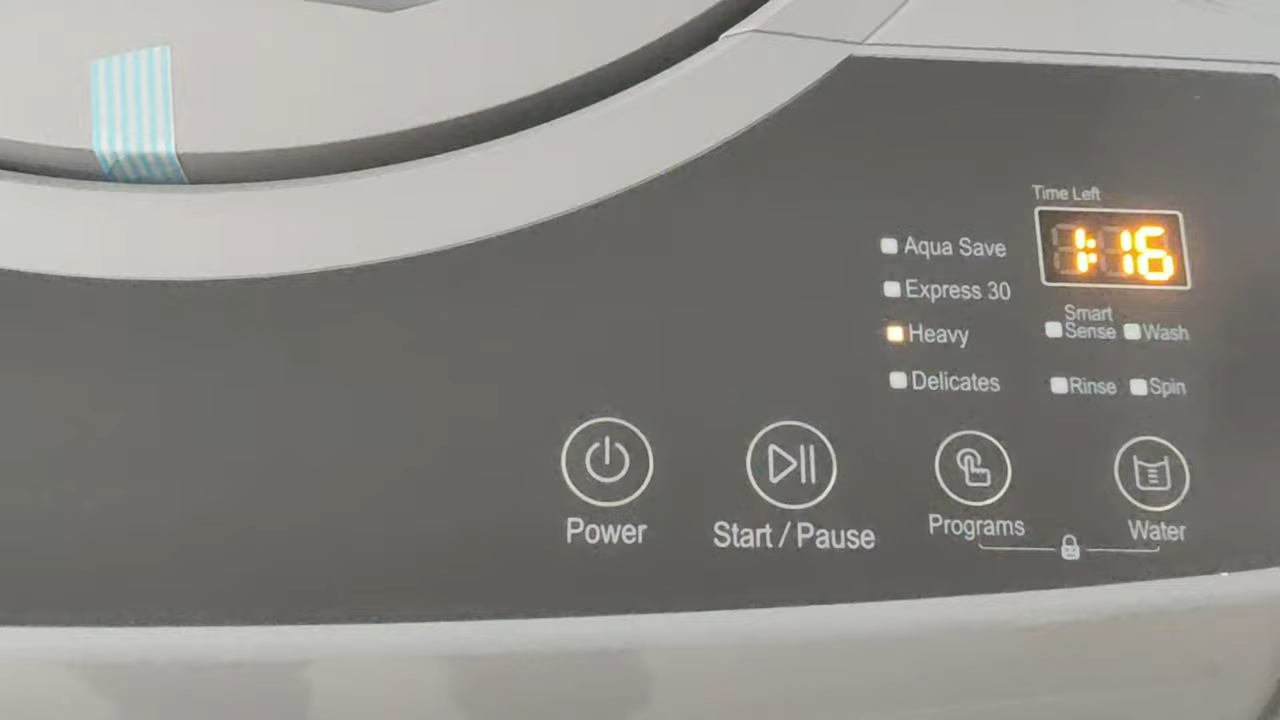 Time Left
1:16
Aqua Save
Express 30
Heavy
Delicates
Smart
Sense
Wash
Rinse
Spin
Power
Start / Pause
Programs
Water